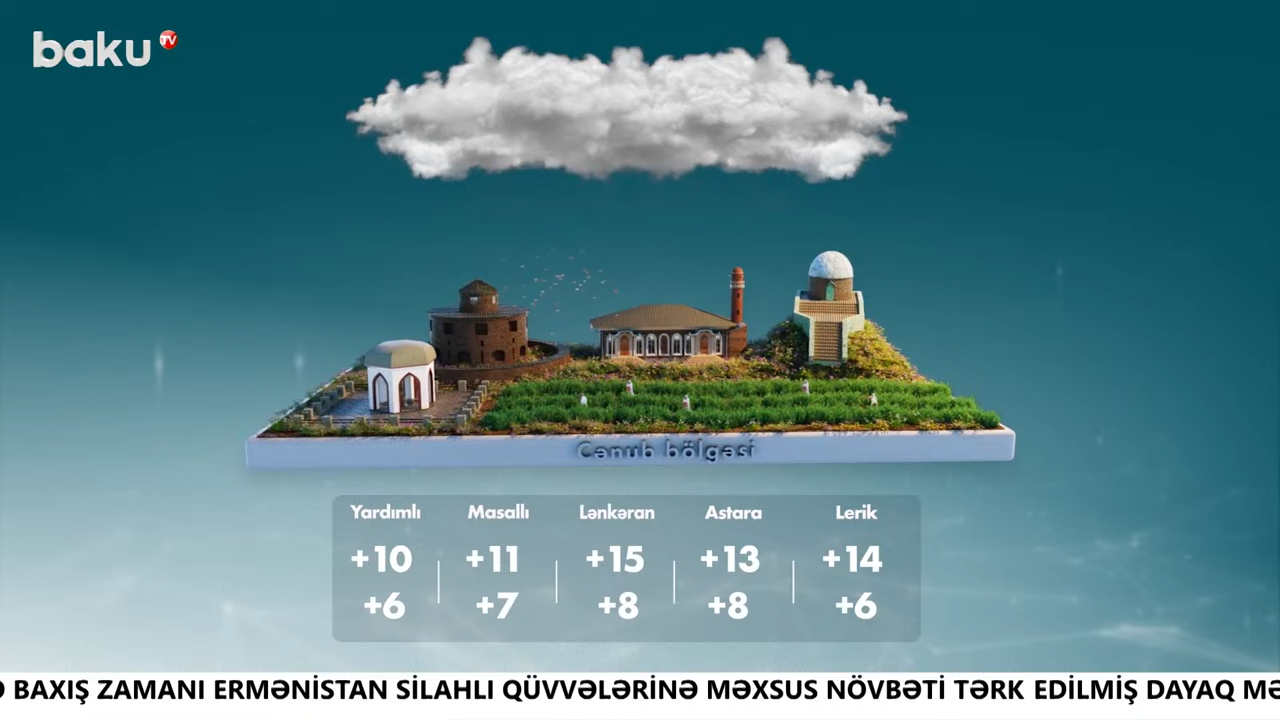 baku TV
Cənub bölgəsi
Yardımlı Masallı Lənkəran Astara Lerik
+10 +11 +15 +13 +14
+6 +7 +8 +8 +6
BAXIŞ ZAMANI ERMƏNİSTAN SİLAHLI QÜVVƏLƏRİNƏ MƏXSUS NÖVBƏTİ TƏRK EDİLMİŞ DAYAQ